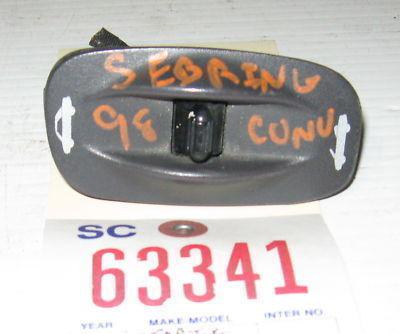 SEBRING
98 CONV
SC
63341
YEAR MAKE MODEL INTER NO.